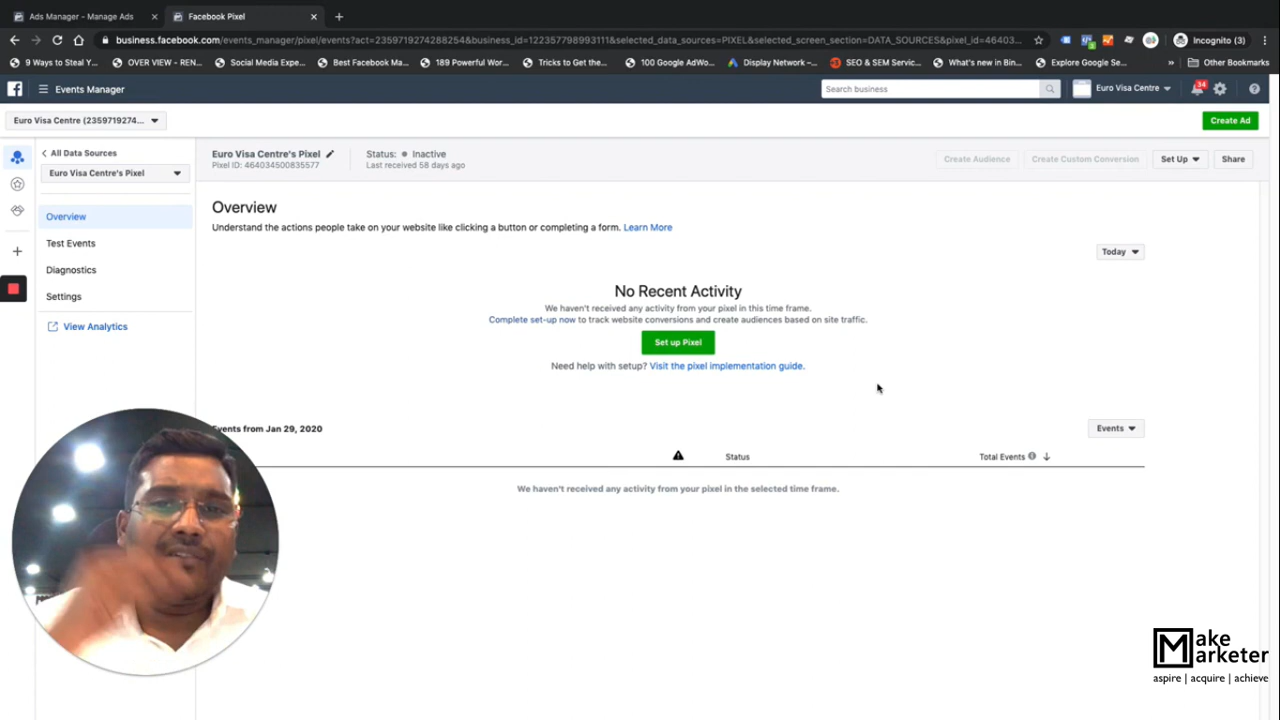 Ads Manager - Manage Ads
Facebook Pixel
business.facebook.com/events_manager/pixel/events?act=2359719274288254&business_id=122357798993111&selected_data_sources=PIXEL&selected_screen_section=DATA_SOURCES&pixel_id=46403...
Incognito (3)
9 Ways to Steal Y...
OVER VIEW - REN...
Social Media Expe...
Best Facebook Ma...
189 Powerful Wor...
Tricks to Get the...
100 Google AdWo...
Display Network –...
SEO & SEM Servic...
What's new in Bin...
Explore Google Se...
»
Other Bookmarks
Events Manager
Search business
Euro Visa Centre
34
Euro Visa Centre (2359719274...
Create Ad
All Data Sources
Euro Visa Centre's Pixel
Overview
Test Events
Diagnostics
Settings
View Analytics
Euro Visa Centre's Pixel
Pixel ID: 464034500835577
Status: Inactive
Last received 58 days ago
Create Audience
Create Custom Conversion
Set Up
Share
Overview
Understand the actions people take on your website like clicking a button or completing a form. Learn More
Today
No Recent Activity
We haven't received any activity from your pixel in this time frame.
Complete set-up now to track website conversions and create audiences based on site traffic.
Set up Pixel
Need help with setup? Visit the pixel implementation guide.
Events from Jan 29, 2020
Events
Status
Total Events
We haven't received any activity from your pixel in the selected time frame.
Make
Marketer
aspire | acquire | achieve